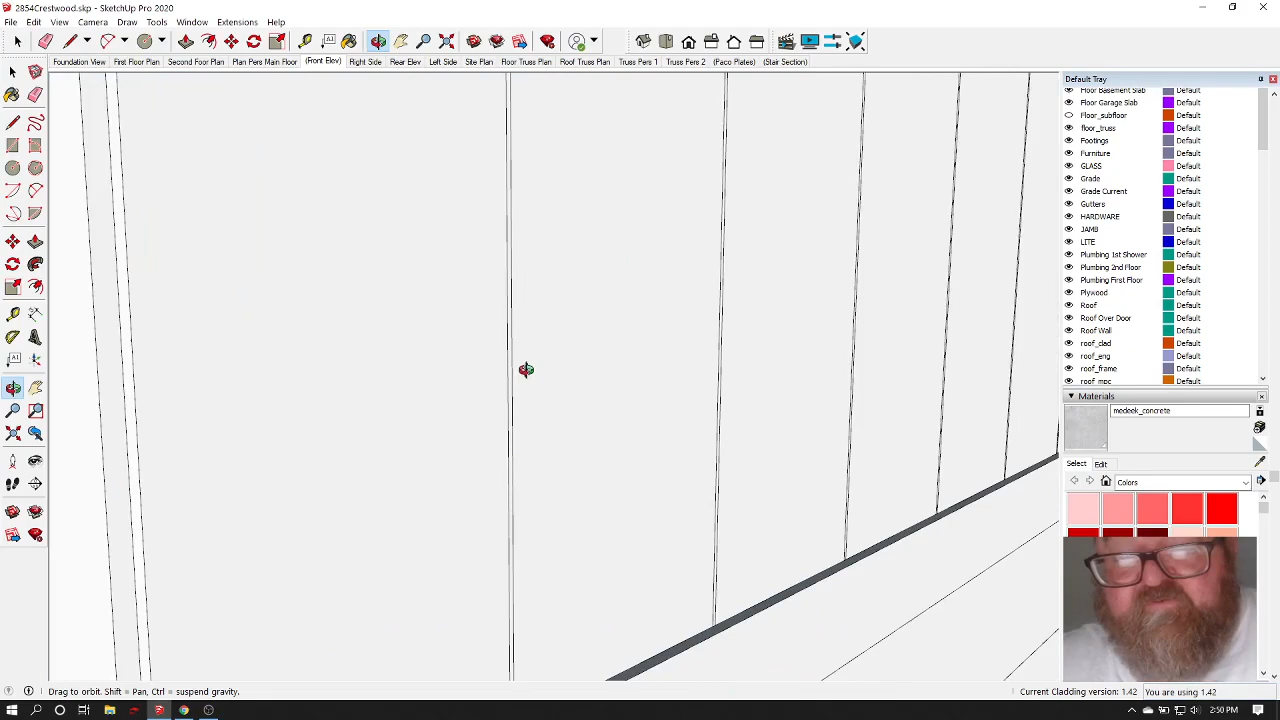 2854Crestwood.skp - SketchUp Pro 2020
File Edit View Camera Draw Tools Window Extensions Help
Foundation View First Foor Plan Second Foor Plan Plan Pers Main Floor (Front Elev) Right Side Rear Elev Left Side Site Plan Floor Truss Plan Roof Truss Plan Truss Pers 1 Truss Pers 2 (Paco Plates) (Stair Section)
Default Tray
Floor Basement Slab Default
Floor Garage Slab Default
Floor_subfloor Default
floor_truss Default
Footings Default
Furniture Default
GLASS Default
Grade Default
Grade Current Default
Gutters Default
HARDWARE Default
JAMB Default
LITE Default
Plumbing 1st Shower Default
Plumbing 2nd Floor Default
Plumbing First Floor Default
Plywood Default
Roof Default
Roof Over Door Default
Roof Wall Default
roof_clad Default
roof_eng Default
roof_frame Default
roof_mpc Default
Materials
medeek_concrete
Select Edit
Colors
Drag to orbit. Shift = Pan, Ctrl = suspend gravity.
Current Cladding version: 1.42 You are using 1.42
2:50 PM